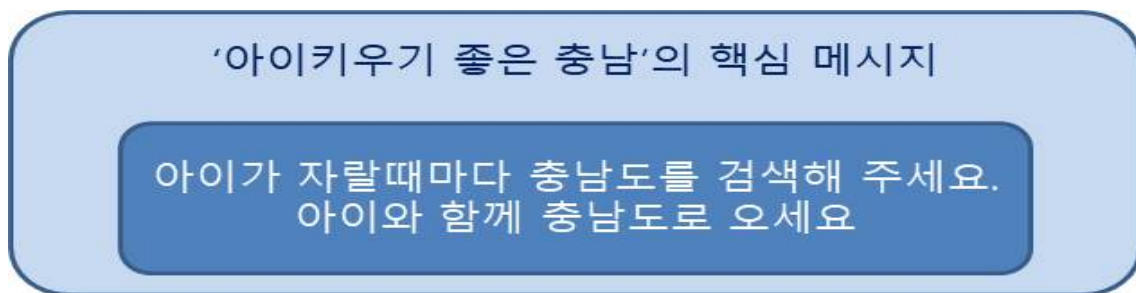 ‘아이키우기 좋은 충남’의 핵심 메시지
아이가 자랄때마다 충남도를 검색해 주세요.
아이와 함께 충남도로 오세요